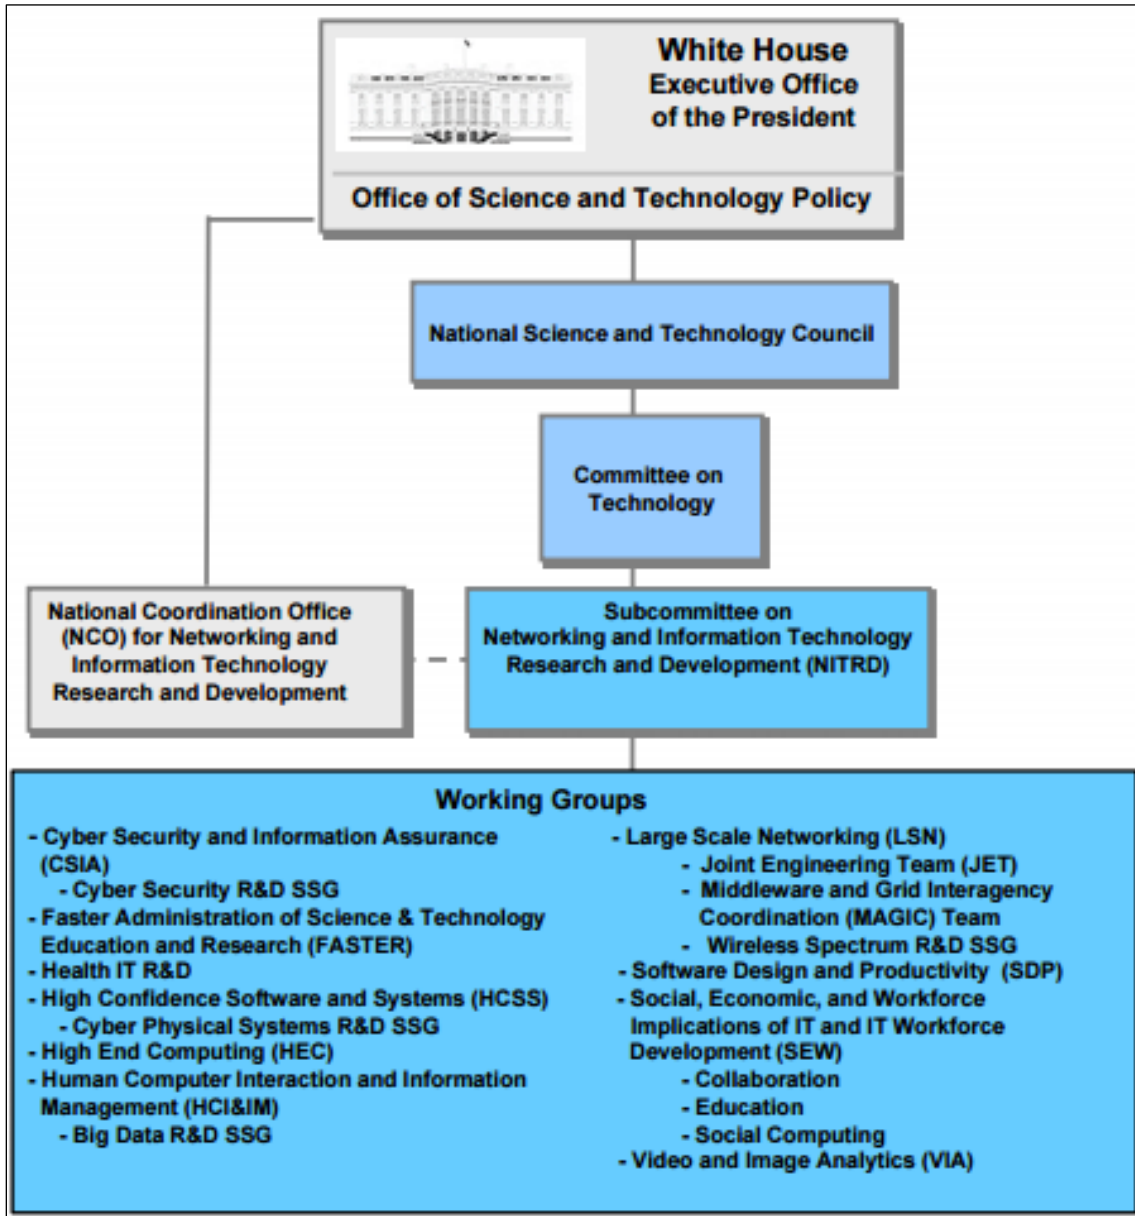 White House
Executive Office
of the President
Office of Science and Technology Policy
National Science and Technology Council
Committee on
Technology
National Coordination Office
(NCO) for Networking and
Information Technology
Research and Development
Subcommittee on
Networking and Information Technology
Research and Development (NITRD)
Working Groups
- Cyber Security and Information Assurance
(CSIA)
- Cyber Security R&D SSG
- Faster Administration of Science & Technology
Education and Research (FASTER)
- Health IT R&D
- High Confidence Software and Systems (HCSS)
- Cyber Physical Systems R&D SSG
- High End Computing (HEC)
- Human Computer Interaction and Information
Management (HCI&IM)
- Big Data R&D SSG
- Large Scale Networking (LSN)
- Joint Engineering Team (JET)
- Middleware and Grid Interagency
Coordination (MAGIC) Team
- Wireless Spectrum R&D SSG
- Software Design and Productivity (SDP)
- Social, Economic, and Workforce
Implications of IT and IT Workforce
Development (SEW)
- Collaboration
- Education
- Social Computing
- Video and Image Analytics (VIA)